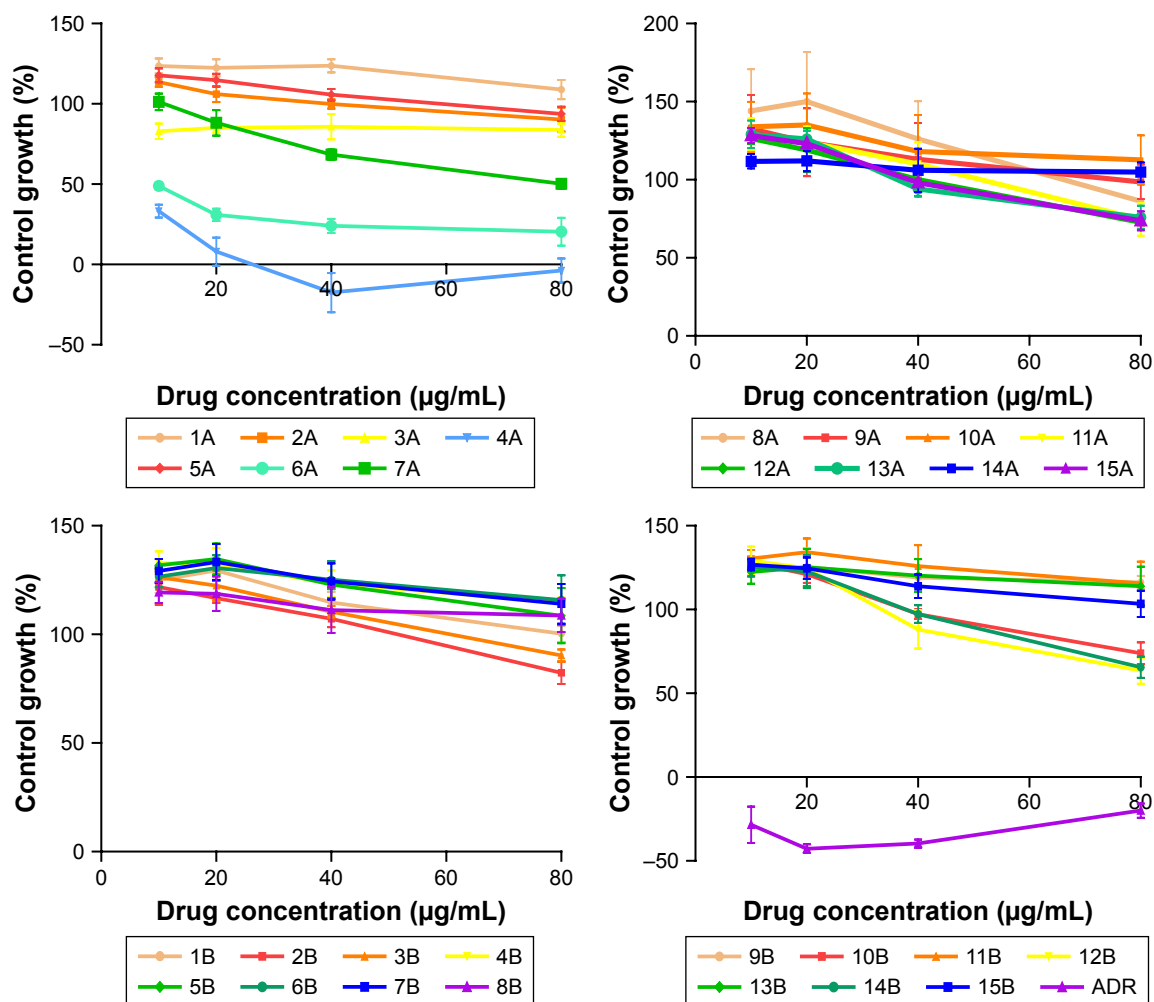 150
100
50
0
–50
Control growth (%)
20
40
60
80
Drug concentration (µg/mL)
1A 2A 3A 4A
5A 6A 7A
200
150
100
50
0
Control growth (%)
0 20 40 60 80
Drug concentration (µg/mL)
8A 9A 10A 11A
12A 13A 14A 15A
150
100
50
0
Control growth (%)
0 20 40 60 80
Drug concentration (µg/mL)
1B 2B 3B 4B
5B 6B 7B 8B
150
100
50
0
–50
Control growth (%)
20 40 60 80
Drug concentration (µg/mL)
9B 10B 11B 12B
13B 14B 15B ADR